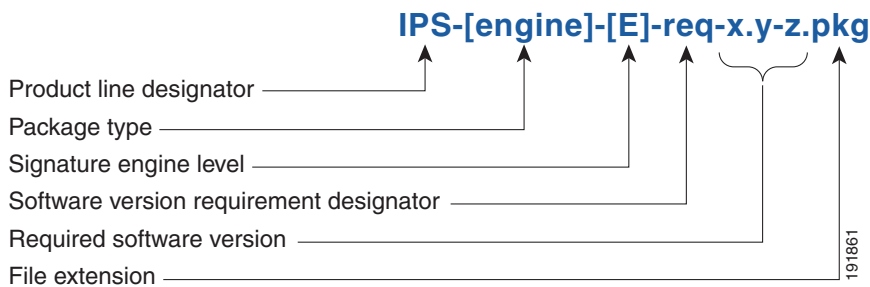 IPS-[engine]-[E]-req-x.y-z.pkg
Product line designator
Package type
Signature engine level
Software version requirement designator
Required software version
File extension
191861